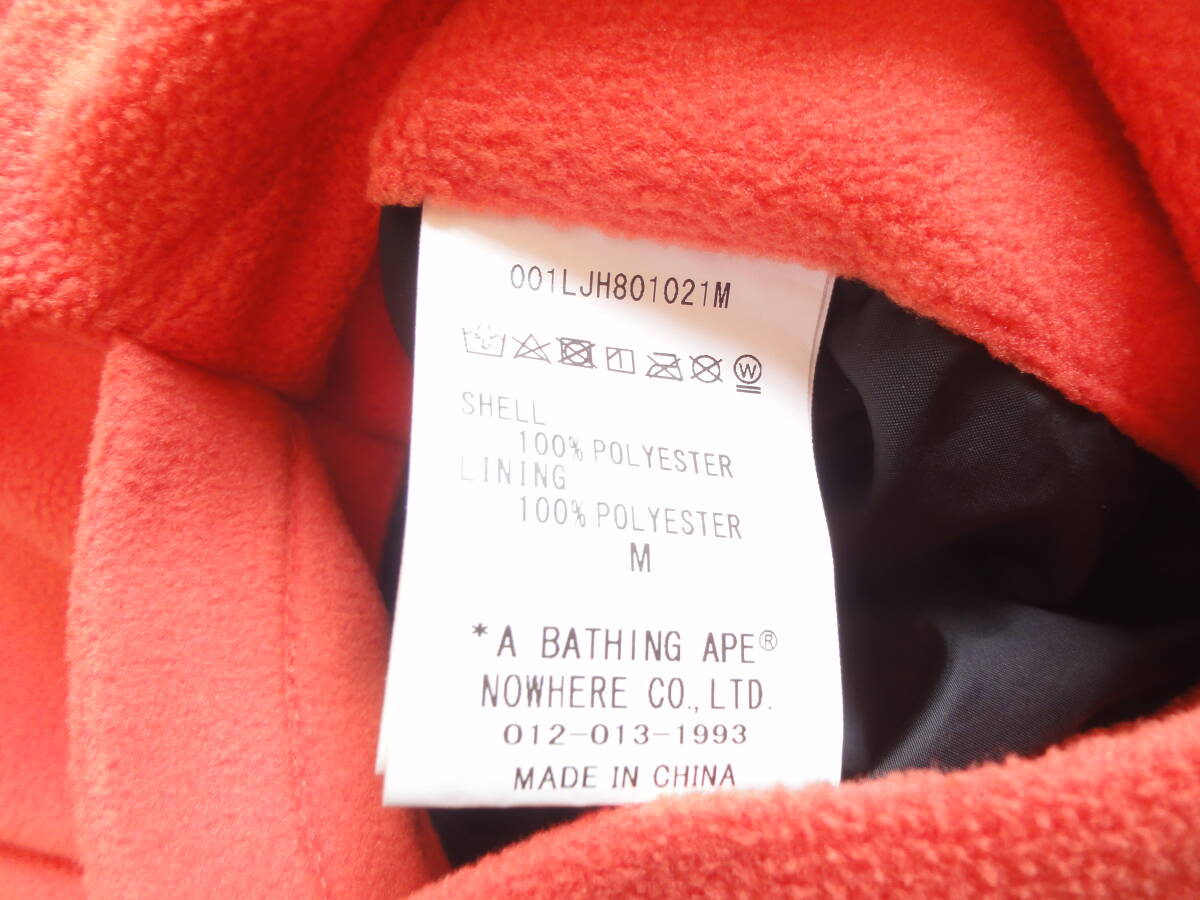 001LJH801021M
W
SHELL
100% POLYESTER
LINING
100% POLYESTER
M
*A BATHING APE®
NOWHERE CO., LTD.
012-013-1993
MADE IN CHINA